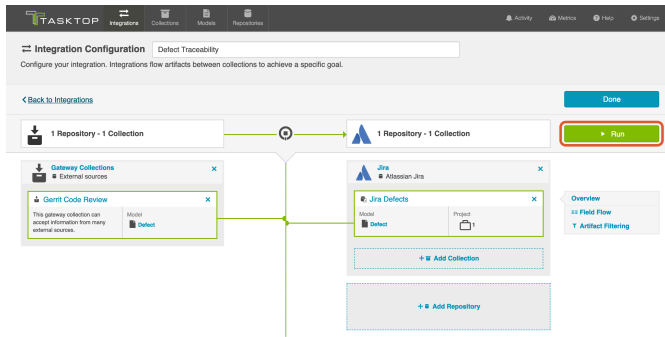 TASKTOP
Integrations
Collections
Models
Repositories
Activity
Metrics
Help
Settings
Integration Configuration
Defect Traceability
Configure your integration. Integrations flow artifacts between collections to achieve a specific goal.
Back to Integrations
Done
1 Repository - 1 Collection
1 Repository - 1 Collection
Run
Gateway Collections
External sources
Gerrit Code Review
This gateway collection can
accept information from many
external sources.
Model
Defect
Jira
Atlassian Jira
Jira Defects
Model
Defect
Project
1
+ Add Collection
+ Add Repository
Overview
Field Flow
Artifact Filtering